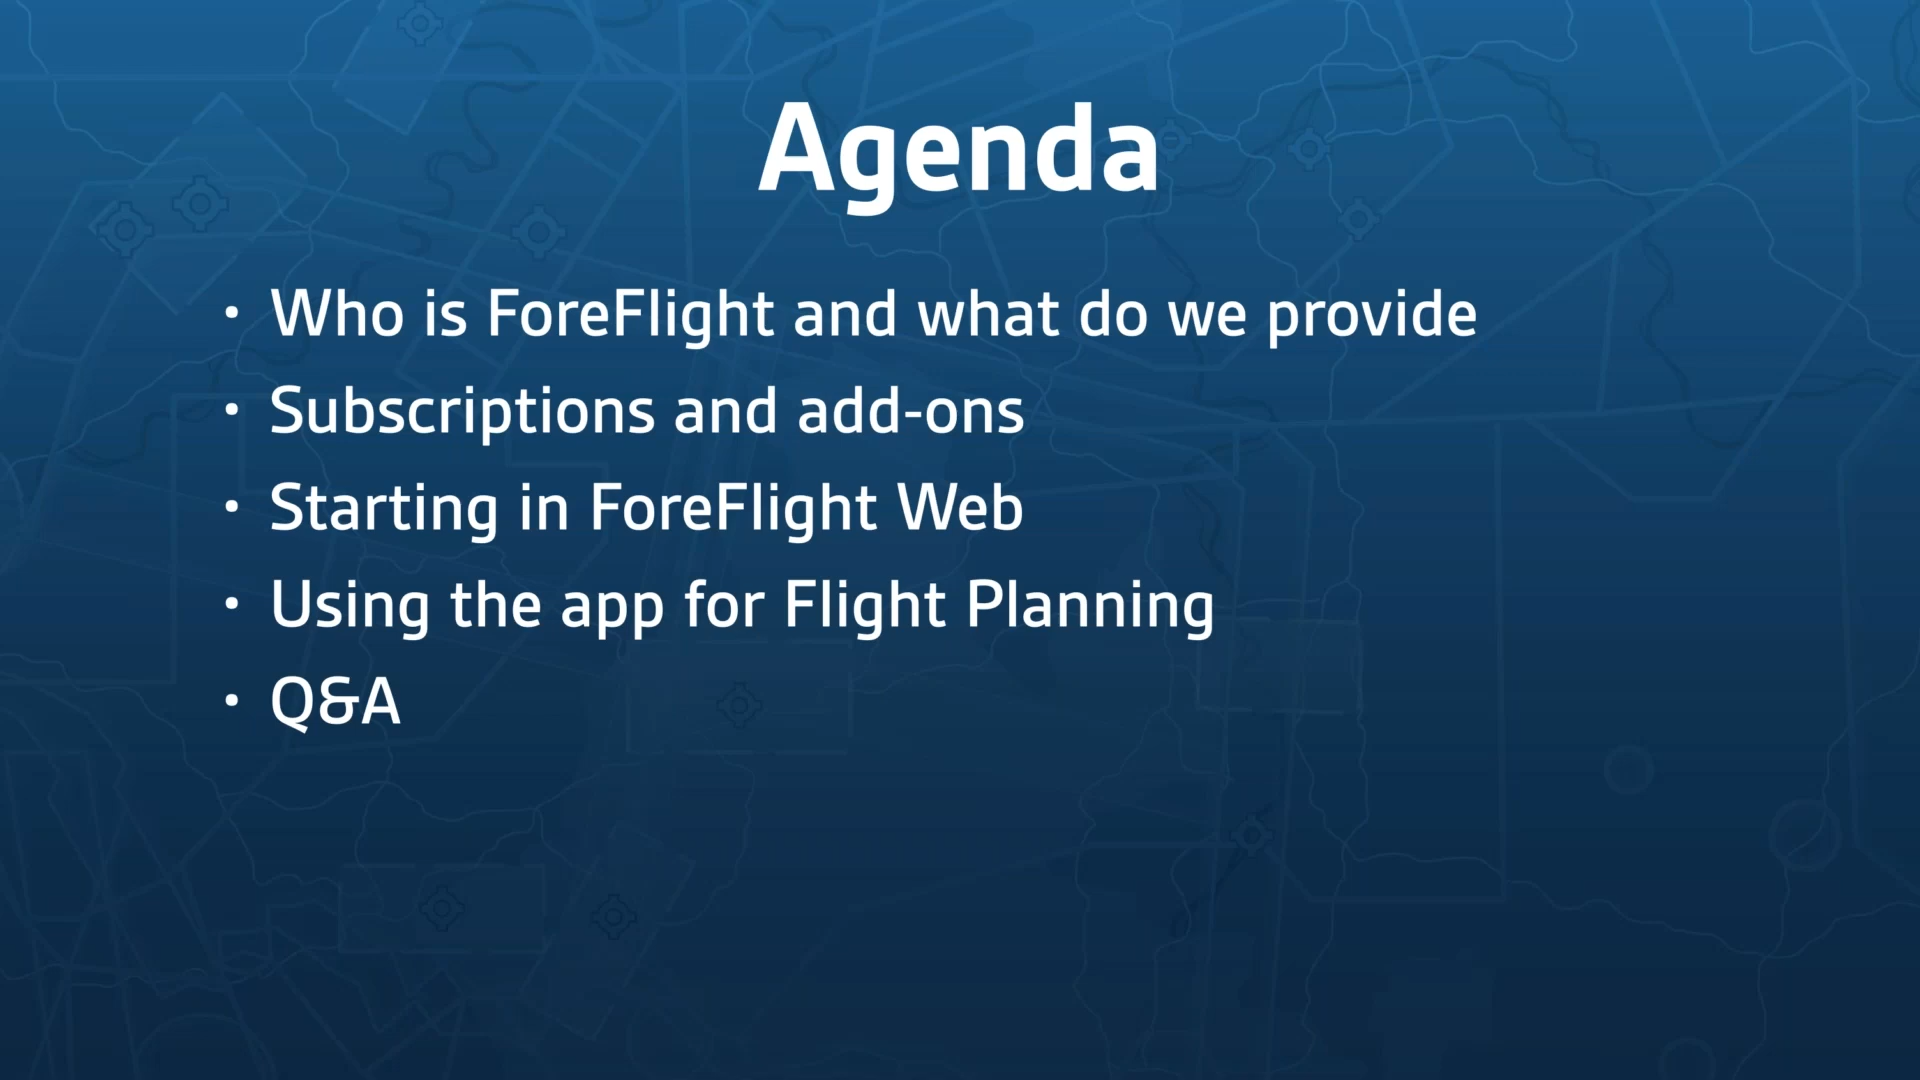 Agenda
• Who is ForeFlight and what do we provide
• Subscriptions and add-ons
• Starting in ForeFlight Web
• Using the app for Flight Planning
• Q&A